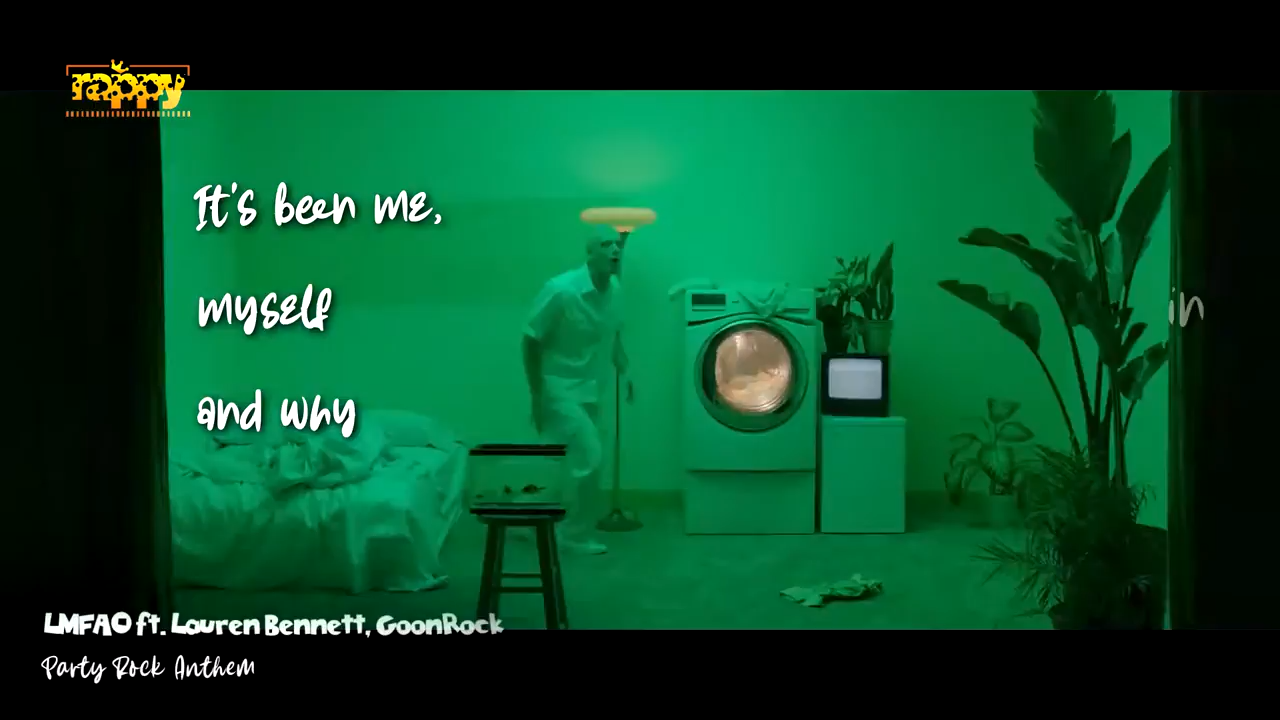 rappy
It's been me,
myself
and why
in
LMFAO ft. Lauren Bennett, GoonRock
Party Rock Anthem